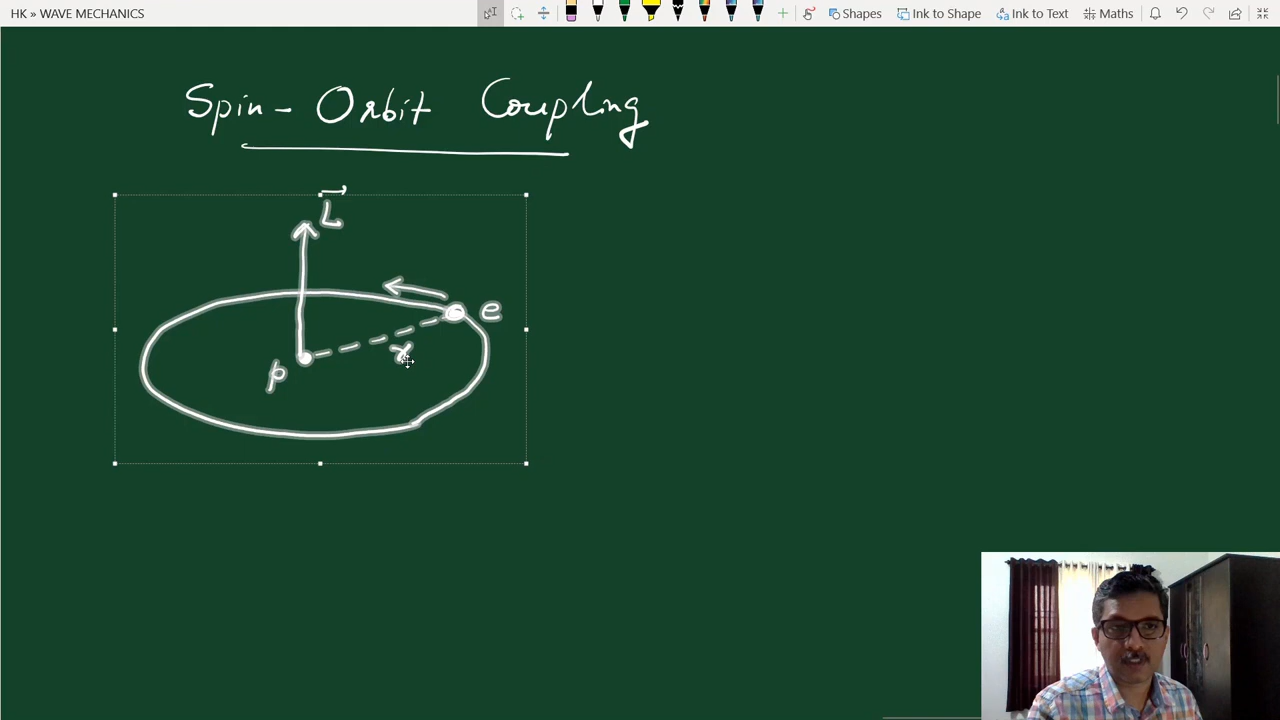 HK » WAVE MECHANICS
Shapes
Ink to Shape
Ink to Text
Maths
Spin-Orbit Coupling
L
e
r
p